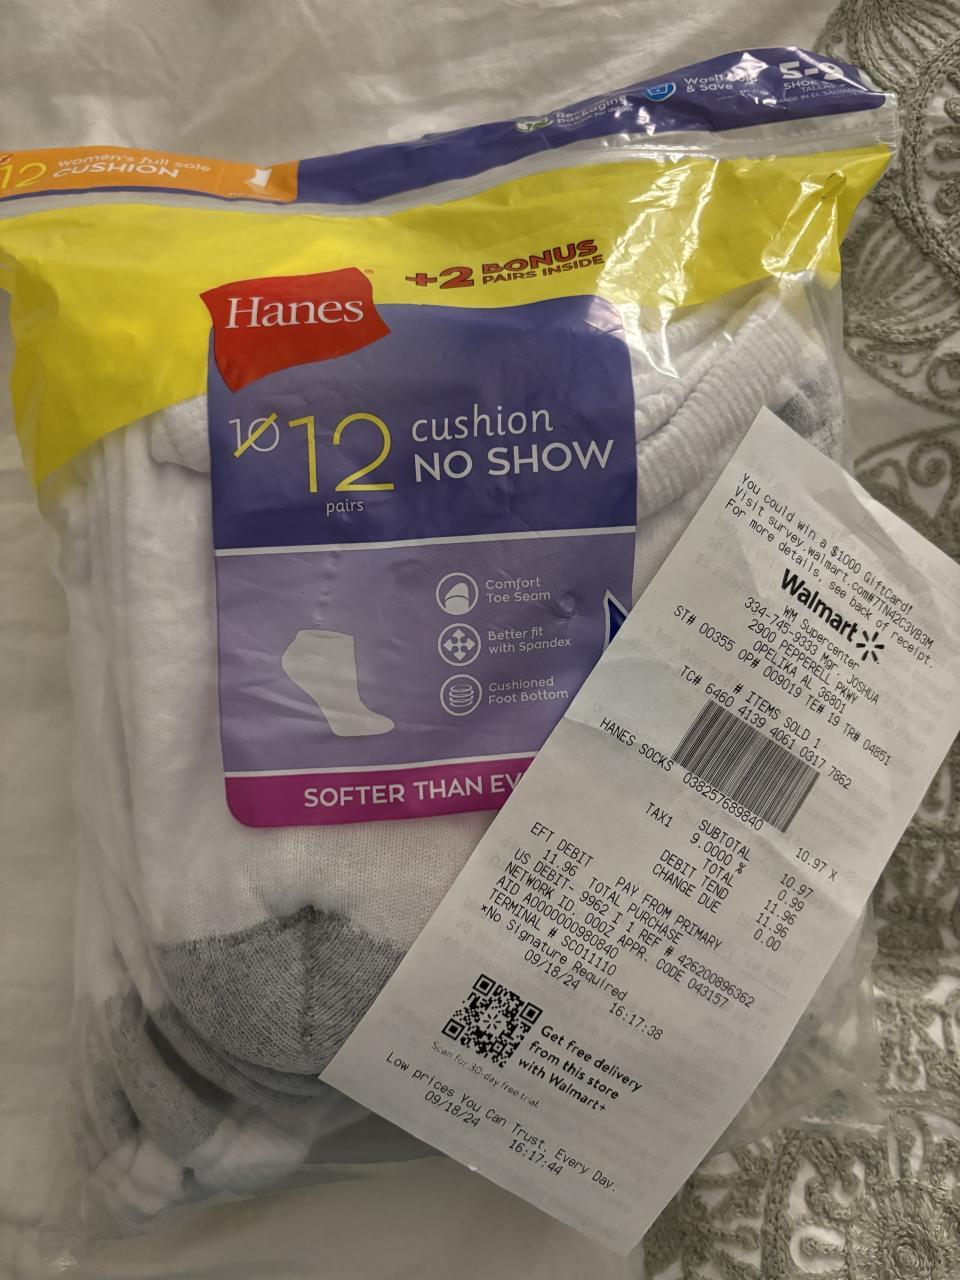 12 women's full sole
CUSHION
Wash Cold
& Save
5-9
SHOE
TALLAS
MADE IN EL SALVADOR
+2 BONUS
PAIRS INSIDE
Hanes
®
10 12
pairs
cushion
NO SHOW
Comfort
Toe Seam
Better fit
with Spandex
Cushioned
Foot Bottom
SOFTER THAN EV
You could win a $1000 GiftCard!
Visit survey.walmart.com#7TN42C3VB3M
For more details, see back of receipt.
Walmart
WM Supercenter
334-745-9333 Mgr. JOSHUA
2900 PEPPERELL PKWY
OPELIKA AL 36801
ST# 00355 OP# 009019 TE# 19 TR# 04851
# ITEMS SOLD 1
TC# 6460 4139 4061 0317 7862
HANES SOCKS 038257689840 10.97 X
SUBTOTAL 10.97
TAX1 9.0000 % 0.99
TOTAL 11.96
DEBIT TEND 11.96
CHANGE DUE 0.00
EFT DEBIT PAY FROM PRIMARY
11.96 TOTAL PURCHASE
US DEBIT- 9962 I 1 REF # 426200896362
NETWORK ID. 000Z APPR. CODE 043157
AID A0000000980840
TERMINAL # SC011110
*No Signature Required
09/18/24 16:17:38
Get free delivery
from this store
with Walmart+
Scan for 30-day free trial.
Low prices You Can Trust. Every Day.
09/18/24 16:17:44